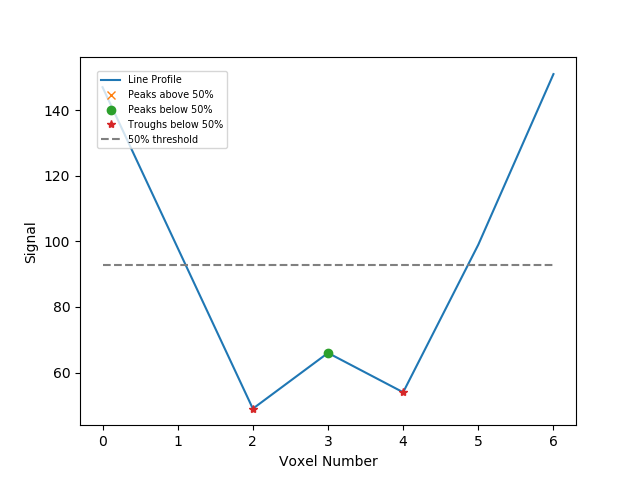 Line Profile
Peaks above 50%
Peaks below 50%
Troughs below 50%
50% threshold
140
120
100
80
60
Signal
0 1 2 3 4 5 6
Voxel Number